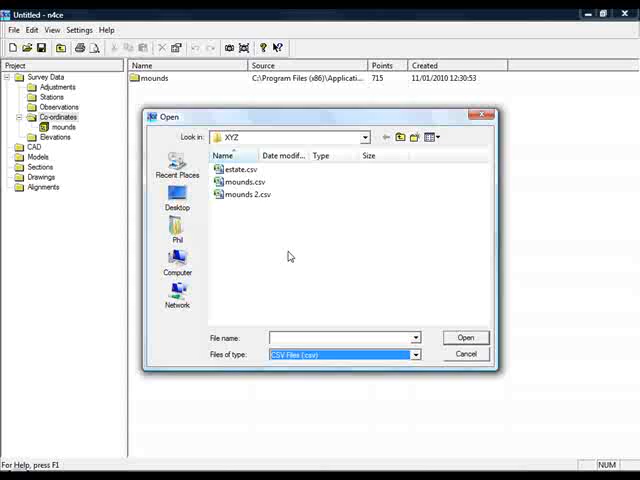 Untitled - n4ce
File Edit View Settings Help
Project
Name Source Points Created
Survey Data
Adjustments
Stations
Observations
Co-ordinates
mounds
Elevations
CAD
Models
Sections
Drawings
Alignments
mounds C:\Program Files (x86)\Applicati... 715 11/01/2010 12:30:53
Open
Look in: XYZ
Recent Places
Desktop
Phil
Computer
Network
Name Date modif... Type Size
estate.csv
mounds.csv
mounds 2.csv
File name: Open
Files of type: CSV Files (.csv) Cancel
For Help, press F1 NUM